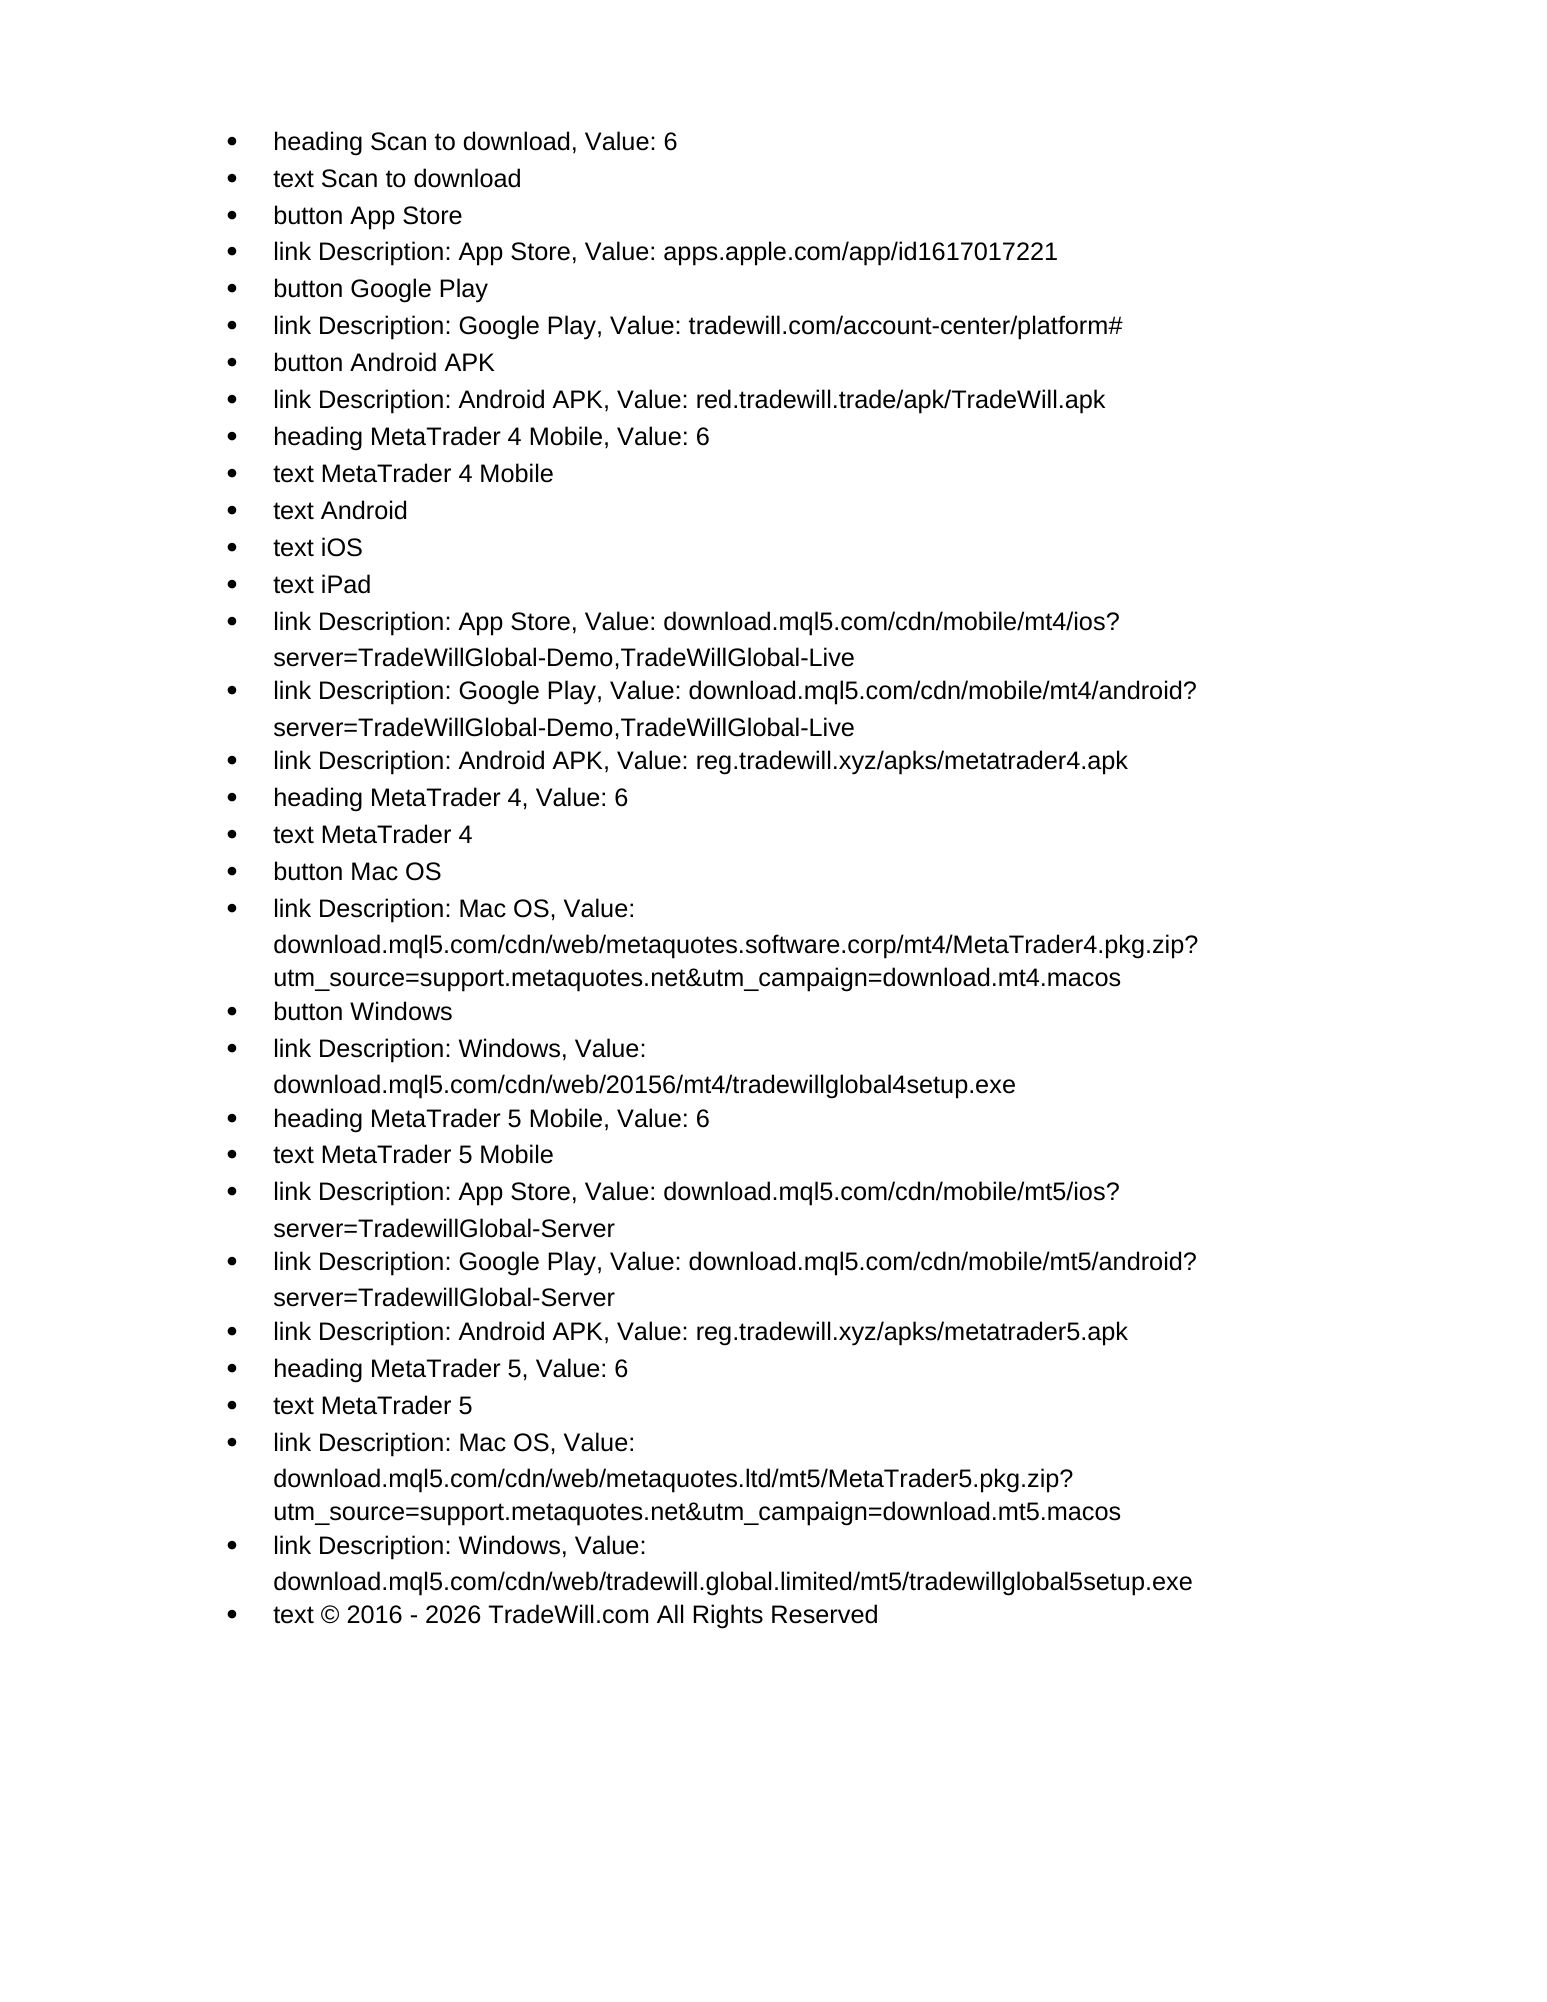 • heading Scan to download, Value: 6
• text Scan to download
• button App Store
• link Description: App Store, Value: apps.apple.com/app/id1617017221
• button Google Play
• link Description: Google Play, Value: tradewill.com/account-center/platform#
• button Android APK
• link Description: Android APK, Value: red.tradewill.trade/apk/TradeWill.apk
• heading MetaTrader 4 Mobile, Value: 6
• text MetaTrader 4 Mobile
• text Android
• text iOS
• text iPad
• link Description: App Store, Value: download.mql5.com/cdn/mobile/mt4/ios?
server=TradeWillGlobal-Demo,TradeWillGlobal-Live
• link Description: Google Play, Value: download.mql5.com/cdn/mobile/mt4/android?
server=TradeWillGlobal-Demo,TradeWillGlobal-Live
• link Description: Android APK, Value: reg.tradewill.xyz/apks/metatrader4.apk
• heading MetaTrader 4, Value: 6
• text MetaTrader 4
• button Mac OS
• link Description: Mac OS, Value:
download.mql5.com/cdn/web/metaquotes.software.corp/mt4/MetaTrader4.pkg.zip?
utm_source=support.metaquotes.net&utm_campaign=download.mt4.macos
• button Windows
• link Description: Windows, Value:
download.mql5.com/cdn/web/20156/mt4/tradewillglobal4setup.exe
• heading MetaTrader 5 Mobile, Value: 6
• text MetaTrader 5 Mobile
• link Description: App Store, Value: download.mql5.com/cdn/mobile/mt5/ios?
server=TradewillGlobal-Server
• link Description: Google Play, Value: download.mql5.com/cdn/mobile/mt5/android?
server=TradewillGlobal-Server
• link Description: Android APK, Value: reg.tradewill.xyz/apks/metatrader5.apk
• heading MetaTrader 5, Value: 6
• text MetaTrader 5
• link Description: Mac OS, Value:
download.mql5.com/cdn/web/metaquotes.ltd/mt5/MetaTrader5.pkg.zip?
utm_source=support.metaquotes.net&utm_campaign=download.mt5.macos
• link Description: Windows, Value:
download.mql5.com/cdn/web/tradewill.global.limited/mt5/tradewillglobal5setup.exe
• text © 2016 - 2026 TradeWill.com All Rights Reserved